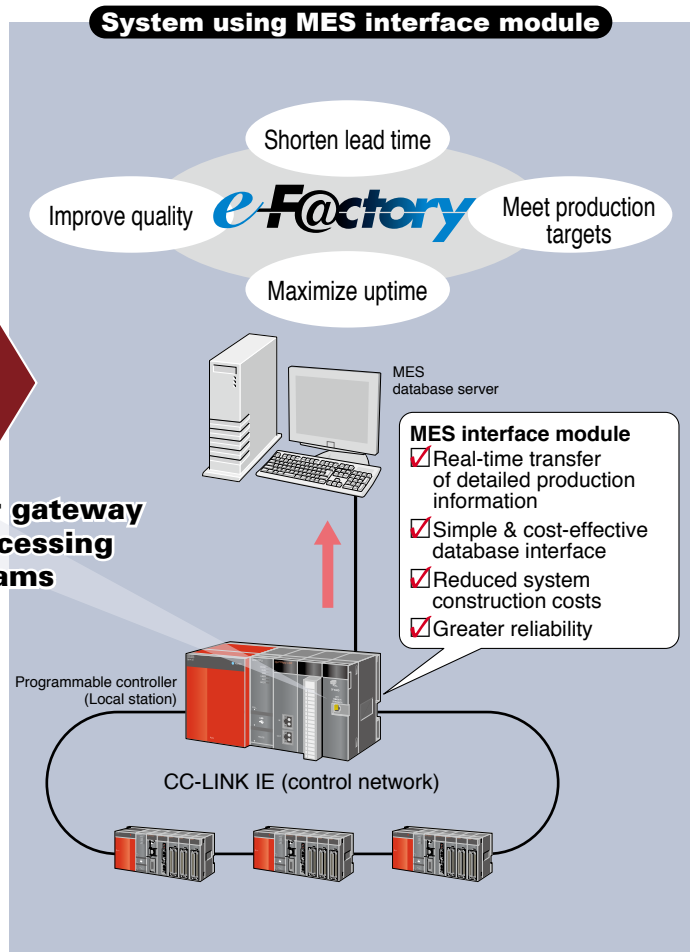 System using MES interface module
Shorten lead time
Improve quality
e-F@ctory
Meet production
targets
Maximize uptime
MES
database server
MES interface module
Real-time transfer
of detailed production
information
Simple & cost-effective
database interface
Reduced system
construction costs
Greater reliability
gateway
Programmable controller
(Local station)
CC-LINK IE (control network)